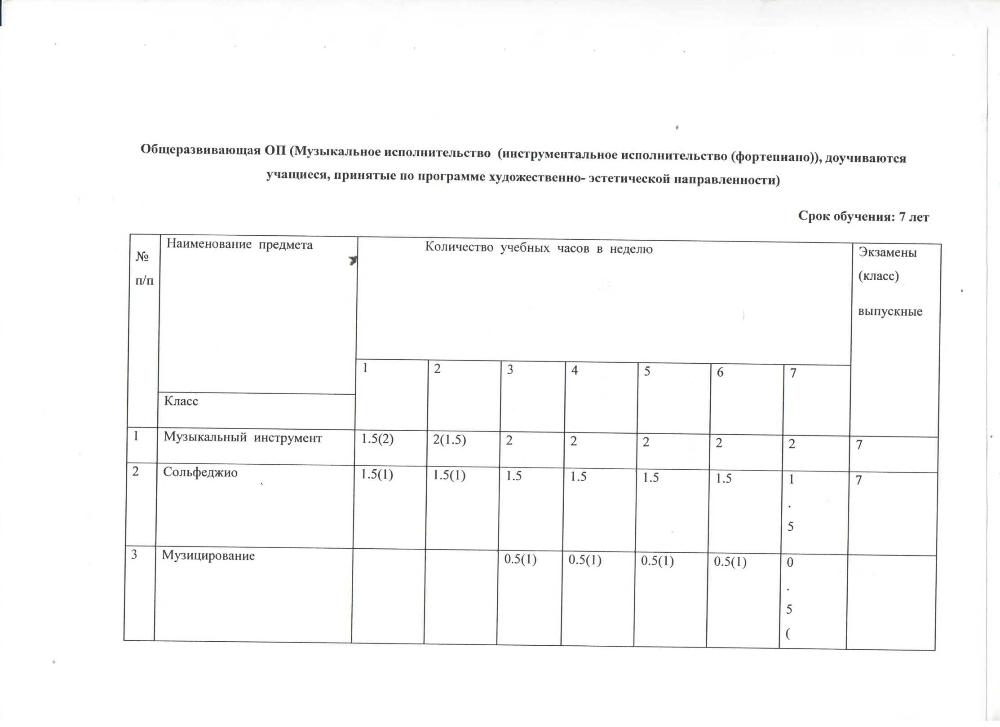 Общеразвивающая ОП (Музыкальное исполнительство (инструментальное исполнительство (фортепиано)), доучиваются
учащиеся, принятые по программе художественно- эстетической направленности)
Срок обучения: 7 лет
№
п/п
Наименование предмета
Количество учебных часов в неделю
Экзамены
(класс)
выпускные
1 2 3 4 5 6 7
Класс
1 Музыкальный инструмент 1.5(2) 2(1.5) 2 2 2 2 2 7
2 Сольфеджио 1.5(1) 1.5(1) 1.5 1.5 1.5 1.5 1 7
.
5
3 Музицирование 0.5(1) 0.5(1) 0.5(1) 0.5(1) 0
.
5
(